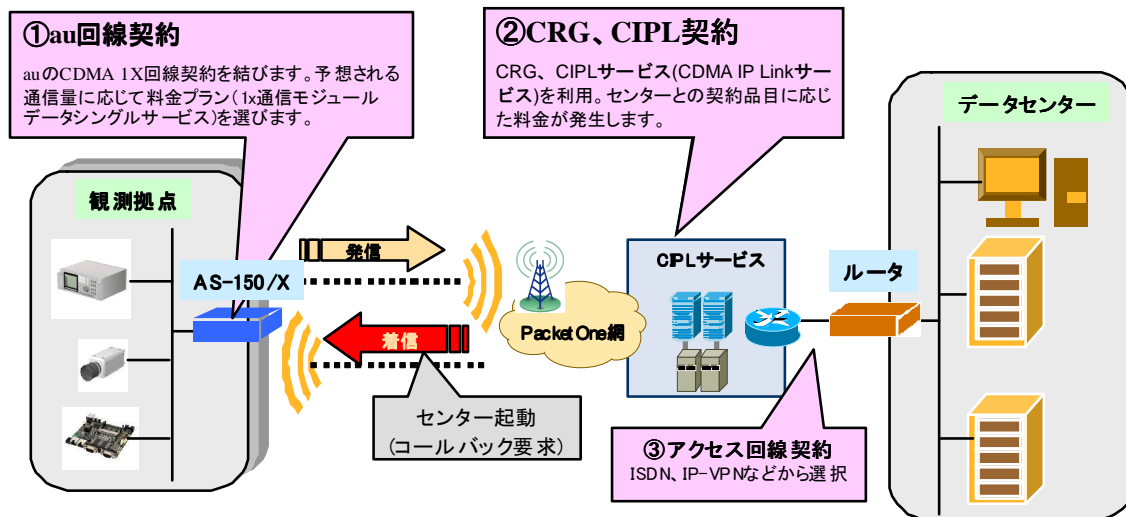 ①au回線契約
auのCDMA 1X回線契約を結びます。予想される
通信量に応じて料金プラン(1x通信モジュール
データシングルサービス)を選びます。
②CRG、CIPL契約
CRG、CIPLサービス(CDMA IP Linkサー
ビス)を利用。センターとの契約品目に応じ
た料金が発生します。
データセンター
観測拠点
AS-150/X
発信
着信
センター起動
(コールバック要求)
Packet One網
CIPLサービス
ルータ
③アクセス回線契約
ISDN、IP-VPNなどから選択